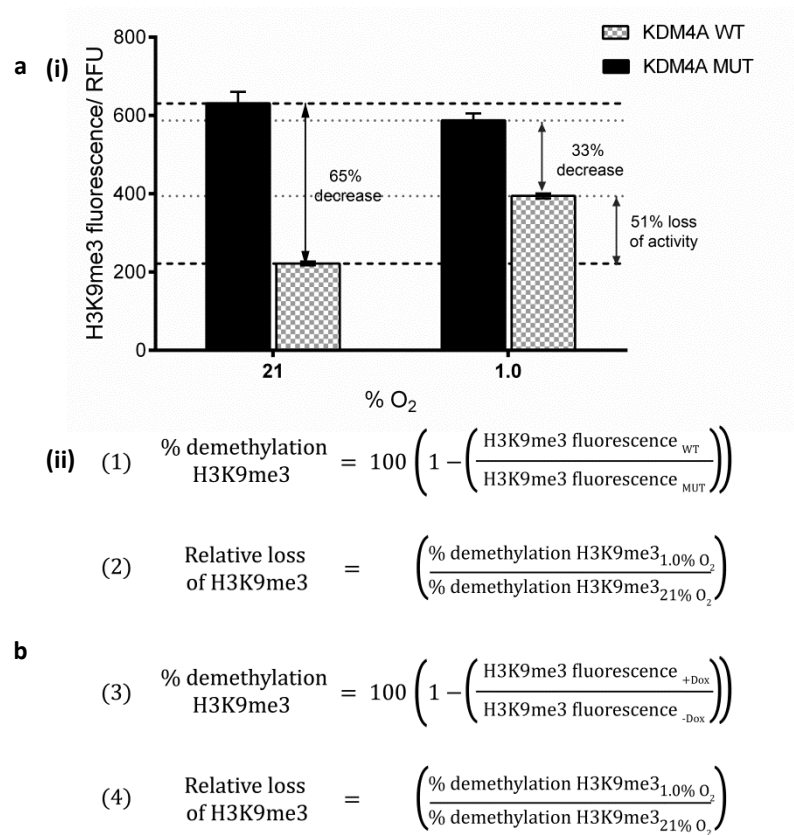 a (i)
KDM4A WT
KDM4A MUT
H3K9me3 fluorescence/ RFU
800
600
400
200
0
65%
decrease
33%
decrease
51% loss
of activity
21
1.0
% O₂
(ii) (1) % demethylation H3K9me3 = 100 (1 − (H3K9me3 fluorescence WT / H3K9me3 fluorescence MUT))
(2) Relative loss of H3K9me3 = (% demethylation H3K9me3 1.0% O₂ / % demethylation H3K9me3 21% O₂)
b
(3) % demethylation H3K9me3 = 100 (1 − (H3K9me3 fluorescence +Dox / H3K9me3 fluorescence -Dox))
(4) Relative loss of H3K9me3 = (% demethylation H3K9me3 1.0% O₂ / % demethylation H3K9me3 21% O₂)